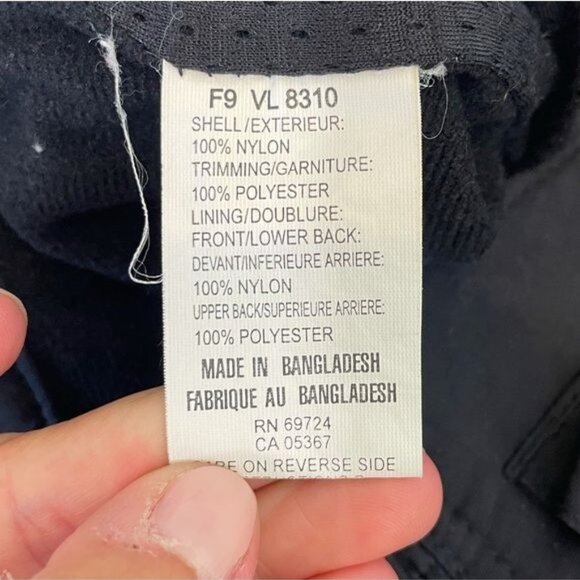 F9 VL 8310
SHELL/EXTERIEUR:
100% NYLON
TRIMMING/GARNITURE:
100% POLYESTER
LINING/DOUBLURE:
FRONT/LOWER BACK:
DEVANT/INFERIEURE ARRIERE:
100% NYLON
UPPER BACK/SUPERIEURE ARRIERE:
100% POLYESTER
MADE IN BANGLADESH
FABRIQUE AU BANGLADESH
RN 69724
CA 05367
ON REVERSE SIDE